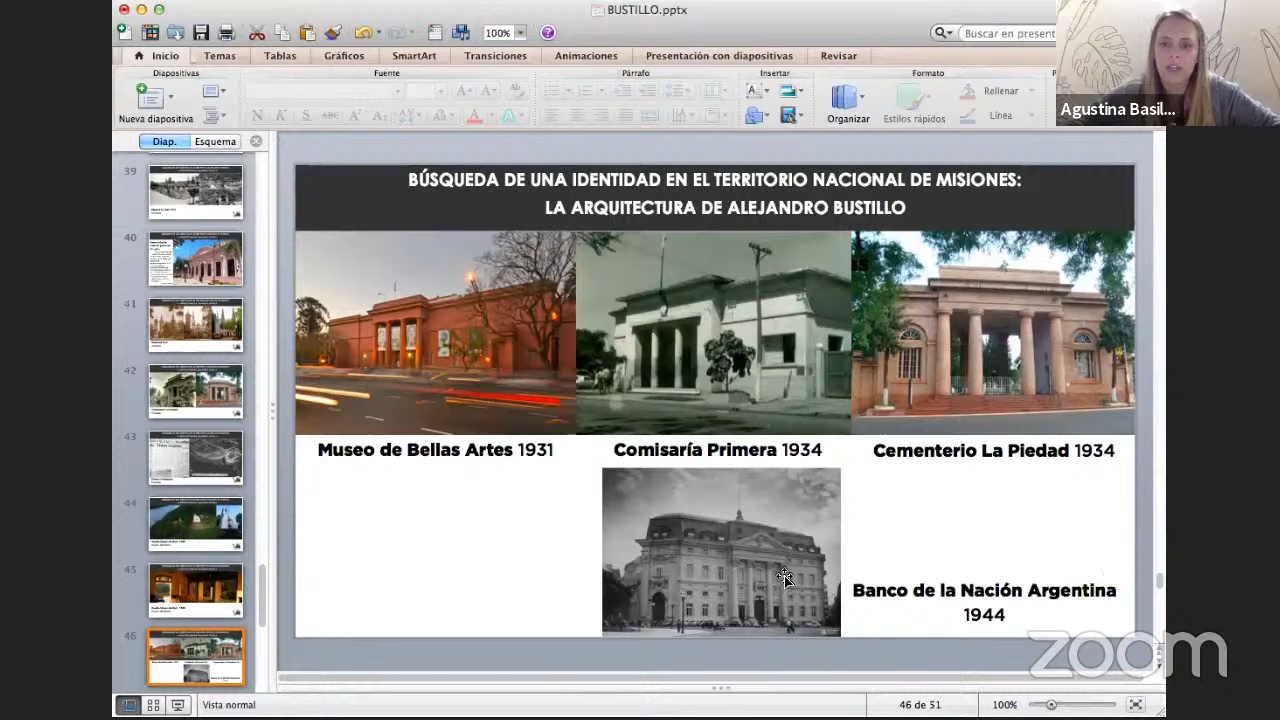 BUSTILLO.pptx
100%
Buscar en present
Inicio
Temas
Tablas
Gráficos
SmartArt
Transiciones
Animaciones
Presentación con diapositivas
Revisar
Diapositivas
Fuente
Párrafo
Insertar
Formato
Nueva diapositiva
Organizar
Estilos rápidos
Rellenar
Línea
Agustina Basil...
Diap.
Esquema
39
40
41
42
43
44
45
46
BÚSQUEDA DE UNA IDENTIDAD EN EL TERRITORIO NACIONAL DE MISIONES:
LA ARQUITECTURA DE ALEJANDRO BUTILLO
Museo de Bellas Artes 1931
Comisaría Primera 1934
Cementerio La Piedad 1934
Banco de la Nación Argentina
1944
zoom
Vista normal
46 de 51
100%